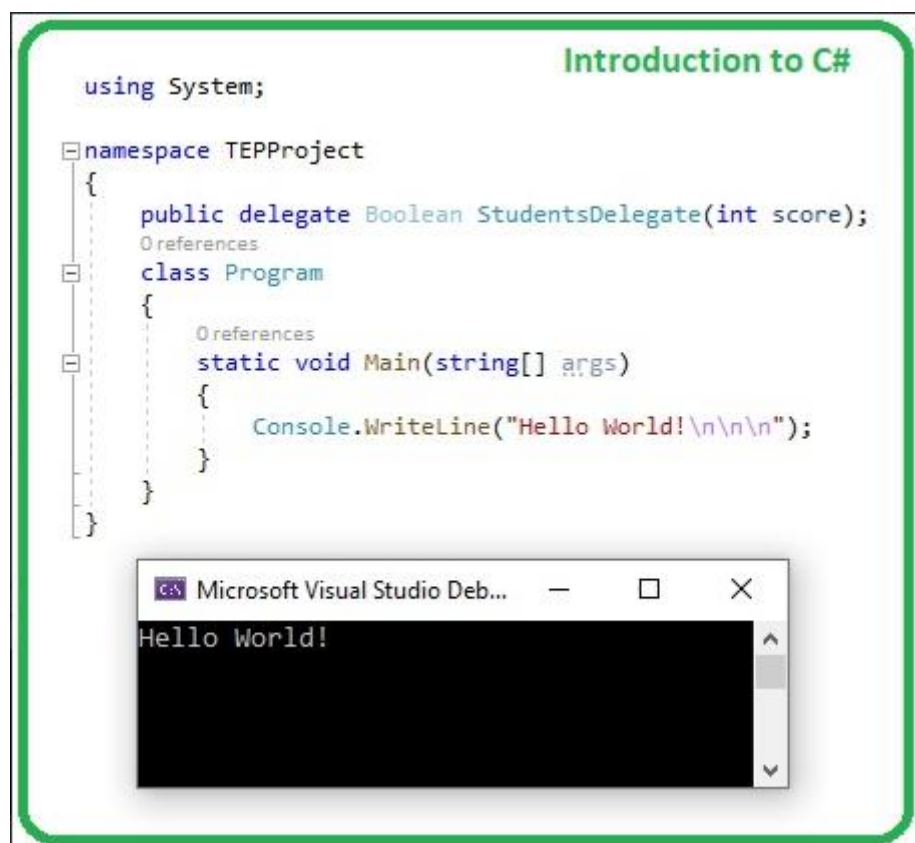 Introduction to C#
using System;
namespace TEPProject
{
public delegate Boolean StudentsDelegate(int score);
0 references
class Program
{
0 references
static void Main(string[] args)
{
Console.WriteLine("Hello World!\n\n\n");
}
}
}
Microsoft Visual Studio Deb...
Hello World!